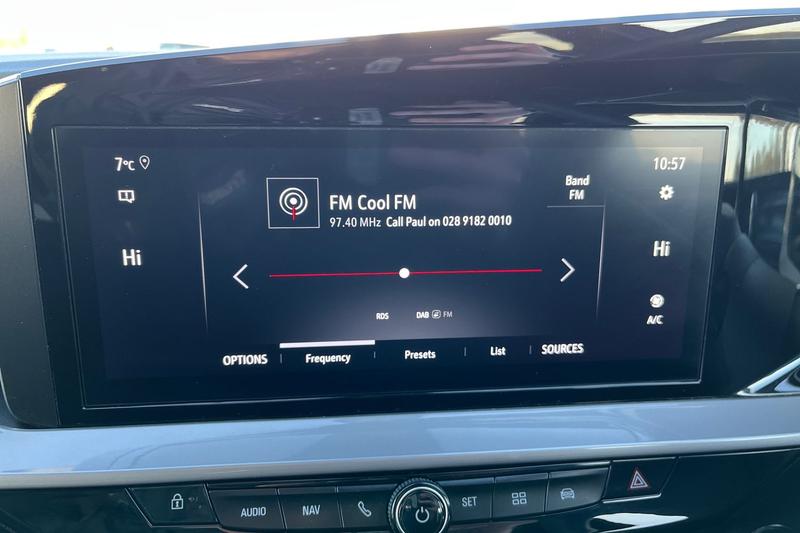 7°C
10:57
FM Cool FM
97.40 MHz Call Paul on 028 9182 0010
Band
FM
Hi
Hi
RDS
DAB FM
A/C
OPTIONS
Frequency
Presets
List
SOURCES
AUDIO
NAV
SET